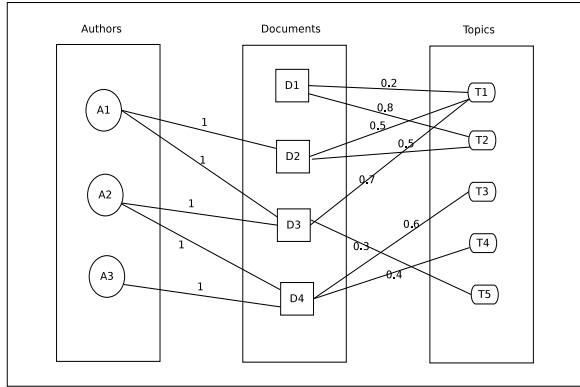 Authors Documents Topics
D1 0.2 T1
A1 0.8
1 0.5 T2
D2 0.5
1 0.7 T3
A2 1 0.6
D3
1 0.3 T4
A3 0.4
1 D4 T5